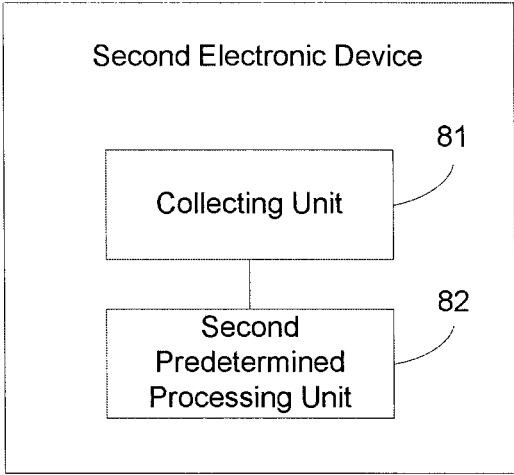 Second Electronic Device
81
Collecting Unit
82
Second
Predetermined
Processing Unit